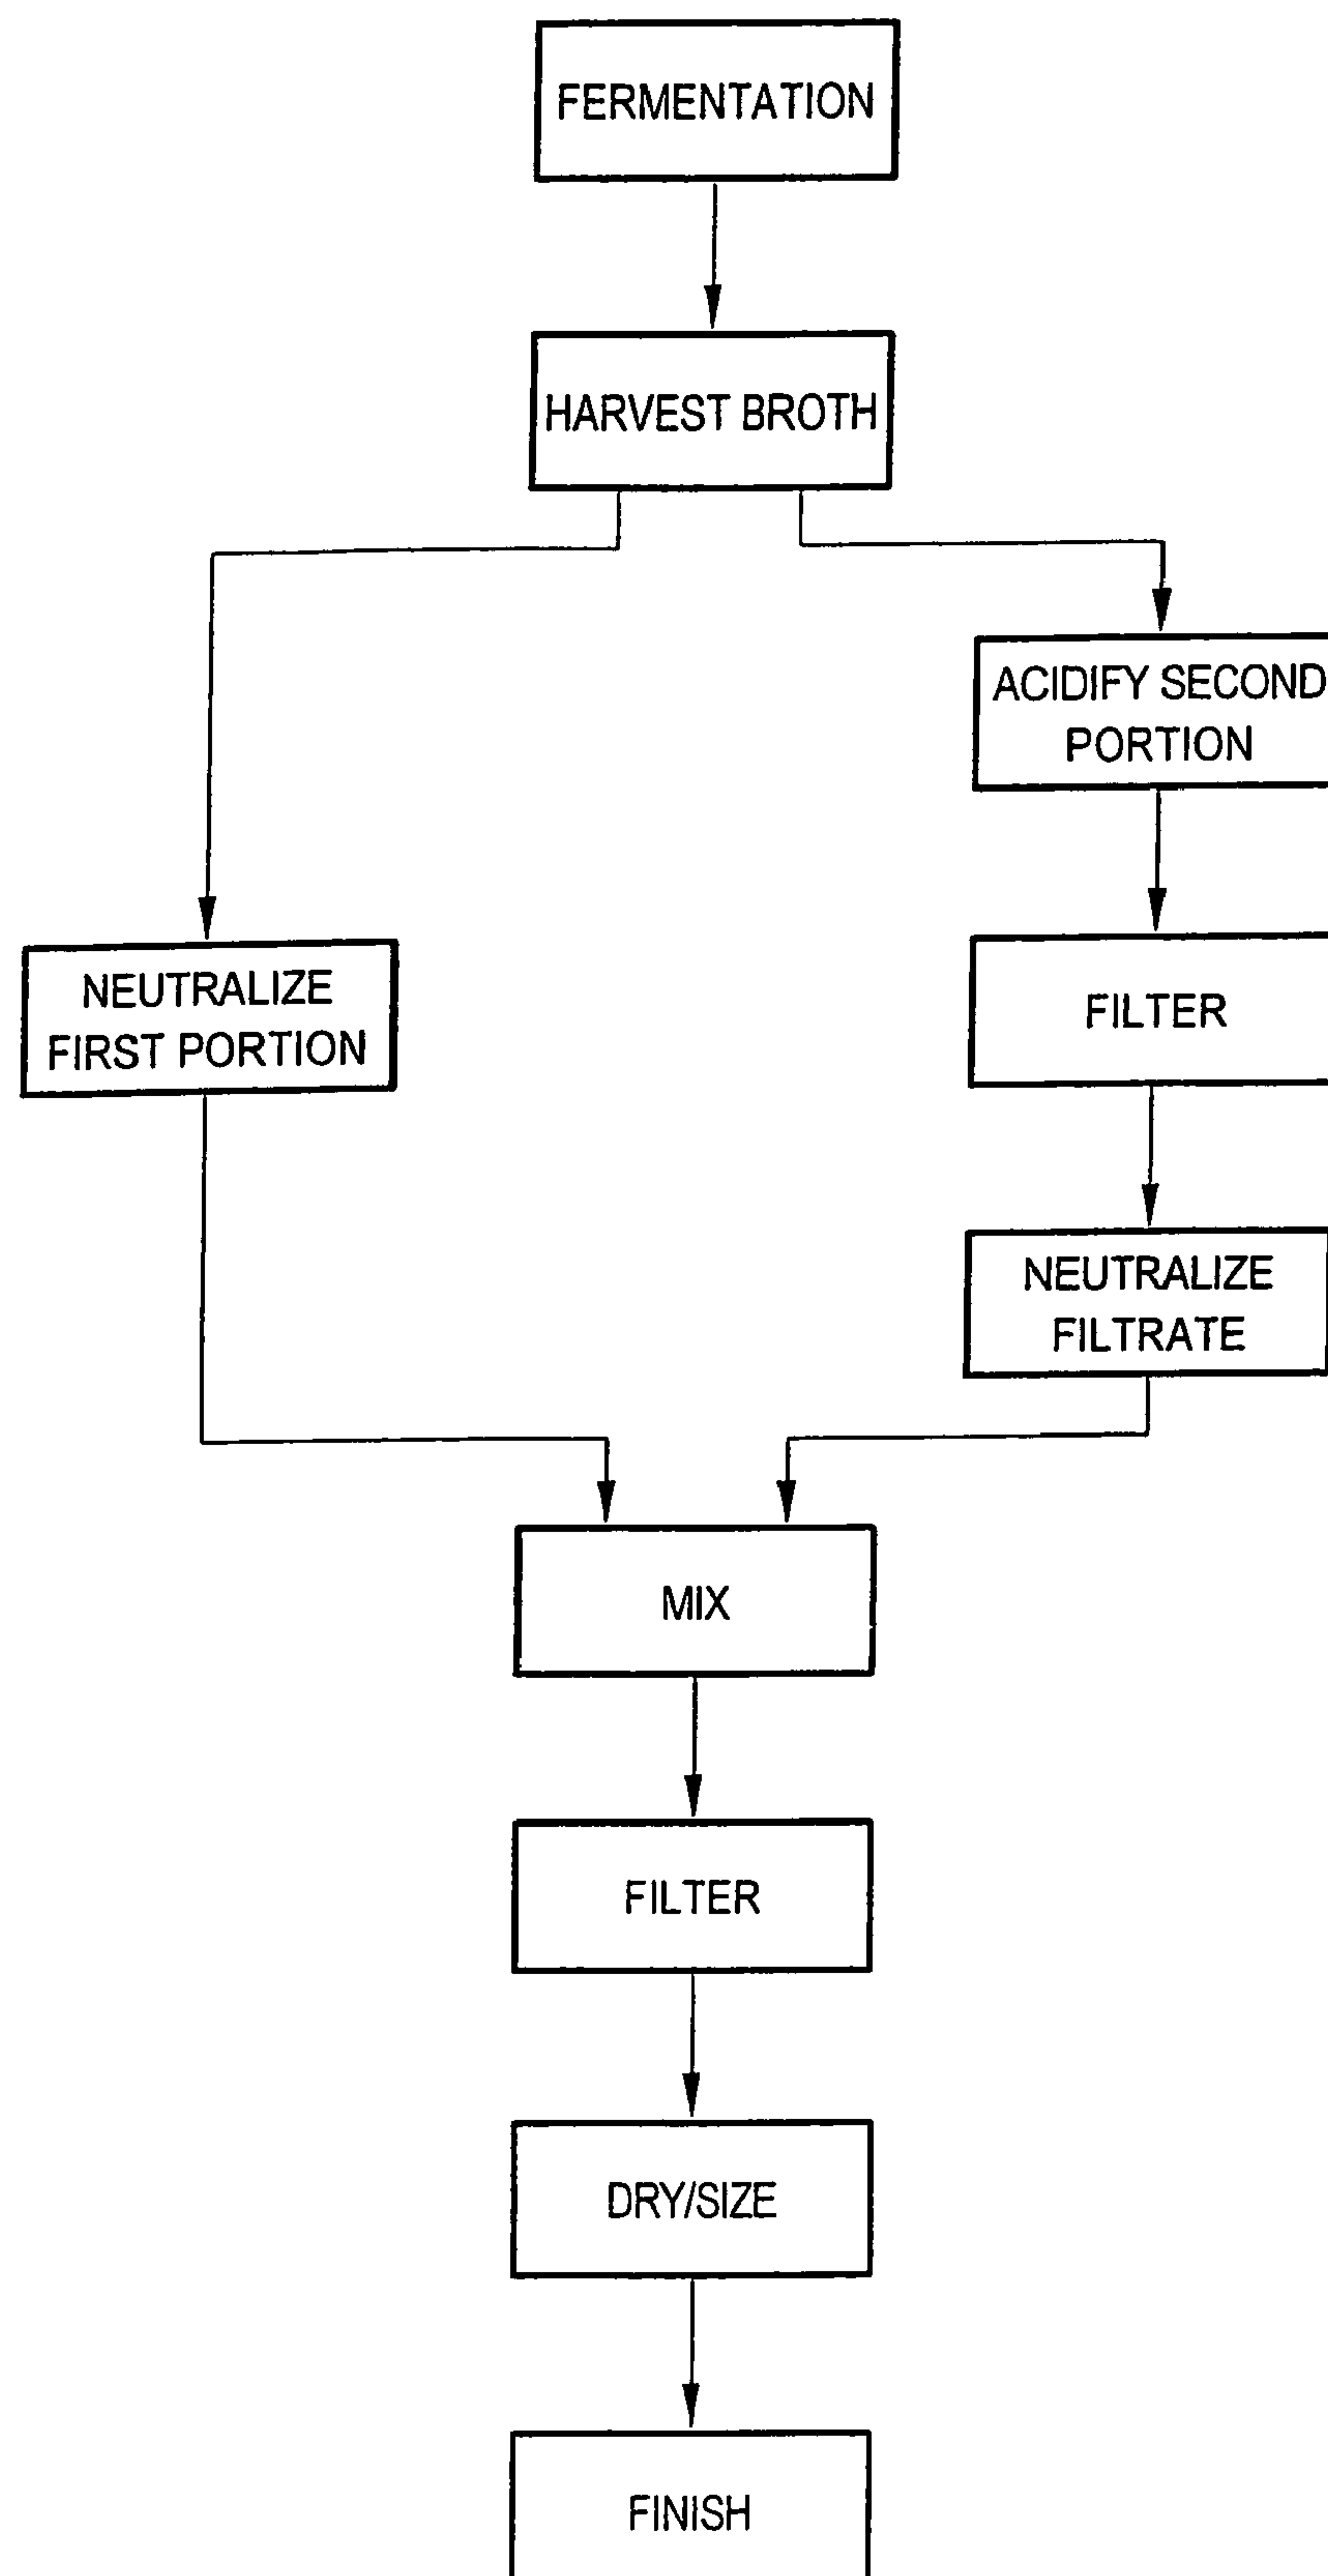 FERMENTATION
HARVEST BROTH
ACIDIFY SECOND
PORTION
NEUTRALIZE
FIRST PORTION
FILTER
NEUTRALIZE
FILTRATE
MIX
FILTER
DRY/SIZE
FINISH